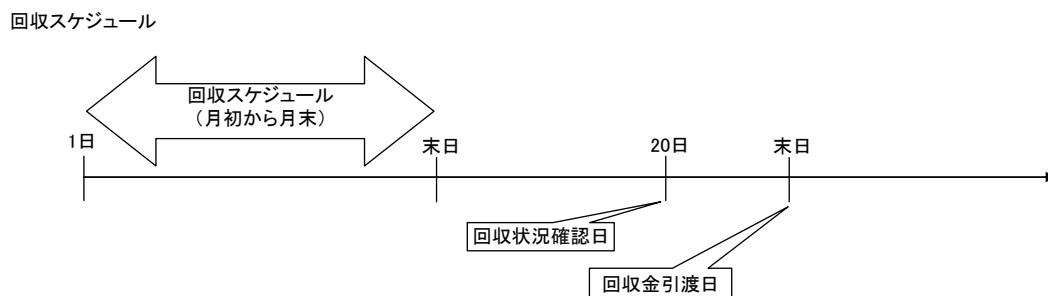 回収スケジュール
回収スケジュール
（月初から月末）
1日
末日
20日
末日
回収状況確認日
回収金引渡日